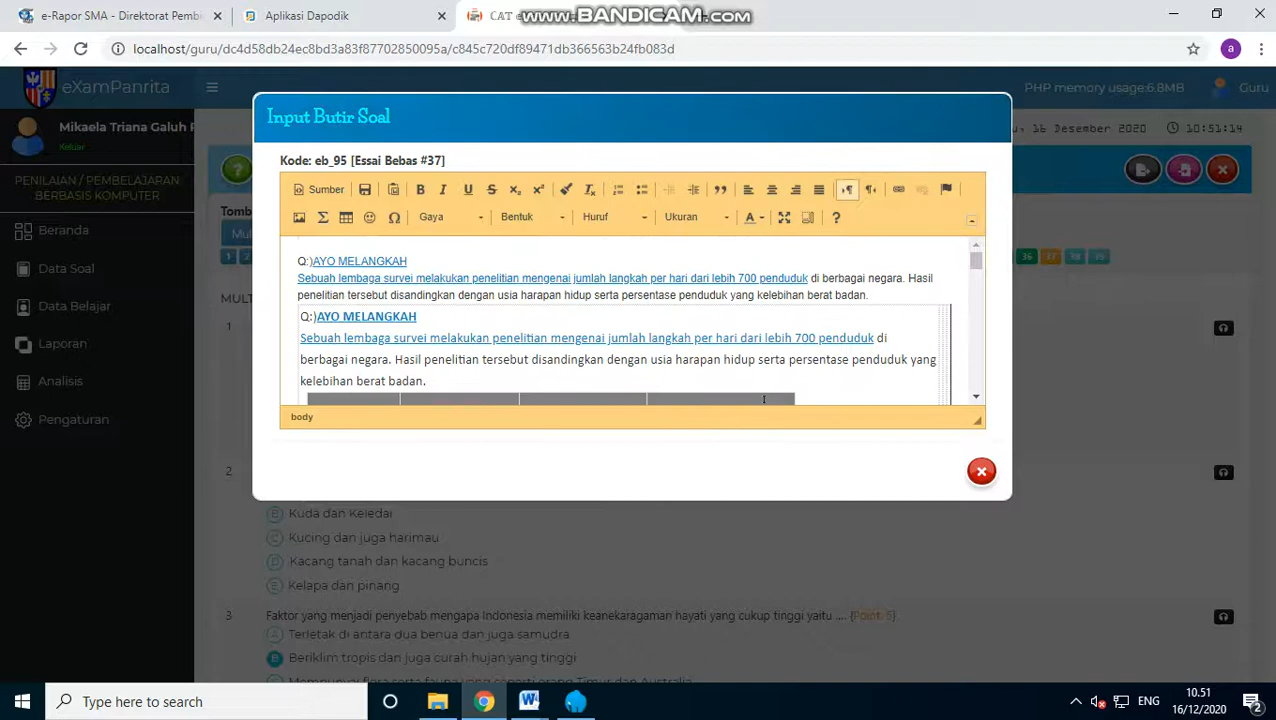 e-Rapor SMA - Direktorat Pemb
Aplikasi Dapodik
CAT e
www.BANDICAM.com
localhost/guru/dc4d58db24ec8bd3a83f87702850095a/c845c720df89471db366563b24fb083d
a
eXamPanrita
PHP memory usage:6.8MB
Guru
Mikaela Triana Galuh P
Keluar
PENILAIAN / PEMBELAJARAN
BERBASIS KOMPUTER
Beranda
Data Soal
Data Belajar
Laporan
Analisis
Pengaturan
16 Desember 2020
10:51:14
Input Butir Soal
Kode: eb_95 [Essai Bebas #37]
Sumber
Gaya
Bentuk
Huruf
Ukuran
Q:)AYO MELANGKAH
Sebuah lembaga survei melakukan penelitian mengenai jumlah langkah per hari dari lebih 700 penduduk di berbagai negara. Hasil
penelitian tersebut disandingkan dengan usia harapan hidup serta persentase penduduk yang kelebihan berat badan.
Q:)AYO MELANGKAH
Sebuah lembaga survei melakukan penelitian mengenai jumlah langkah per hari dari lebih 700 penduduk di
berbagai negara. Hasil penelitian tersebut disandingkan dengan usia harapan hidup serta persentase penduduk yang
kelebihan berat badan.
body
1 2
36 37 38 39
1
2
B Kuda dan Keledai
C Kucing dan juga harimau
D Kacang tanah dan kacang buncis
E Kelapa dan pinang
3 Faktor yang menjadi penyebab mengapa Indonesia memiliki keanekaragaman hayati yang cukup tinggi yaitu .... {Point: 5}
A Terletak di antara dua benua dan juga samudra
B Beriklim tropis dan juga curah hujan yang tinggi
Type here to search
ENG
10.51
16/12/2020
2